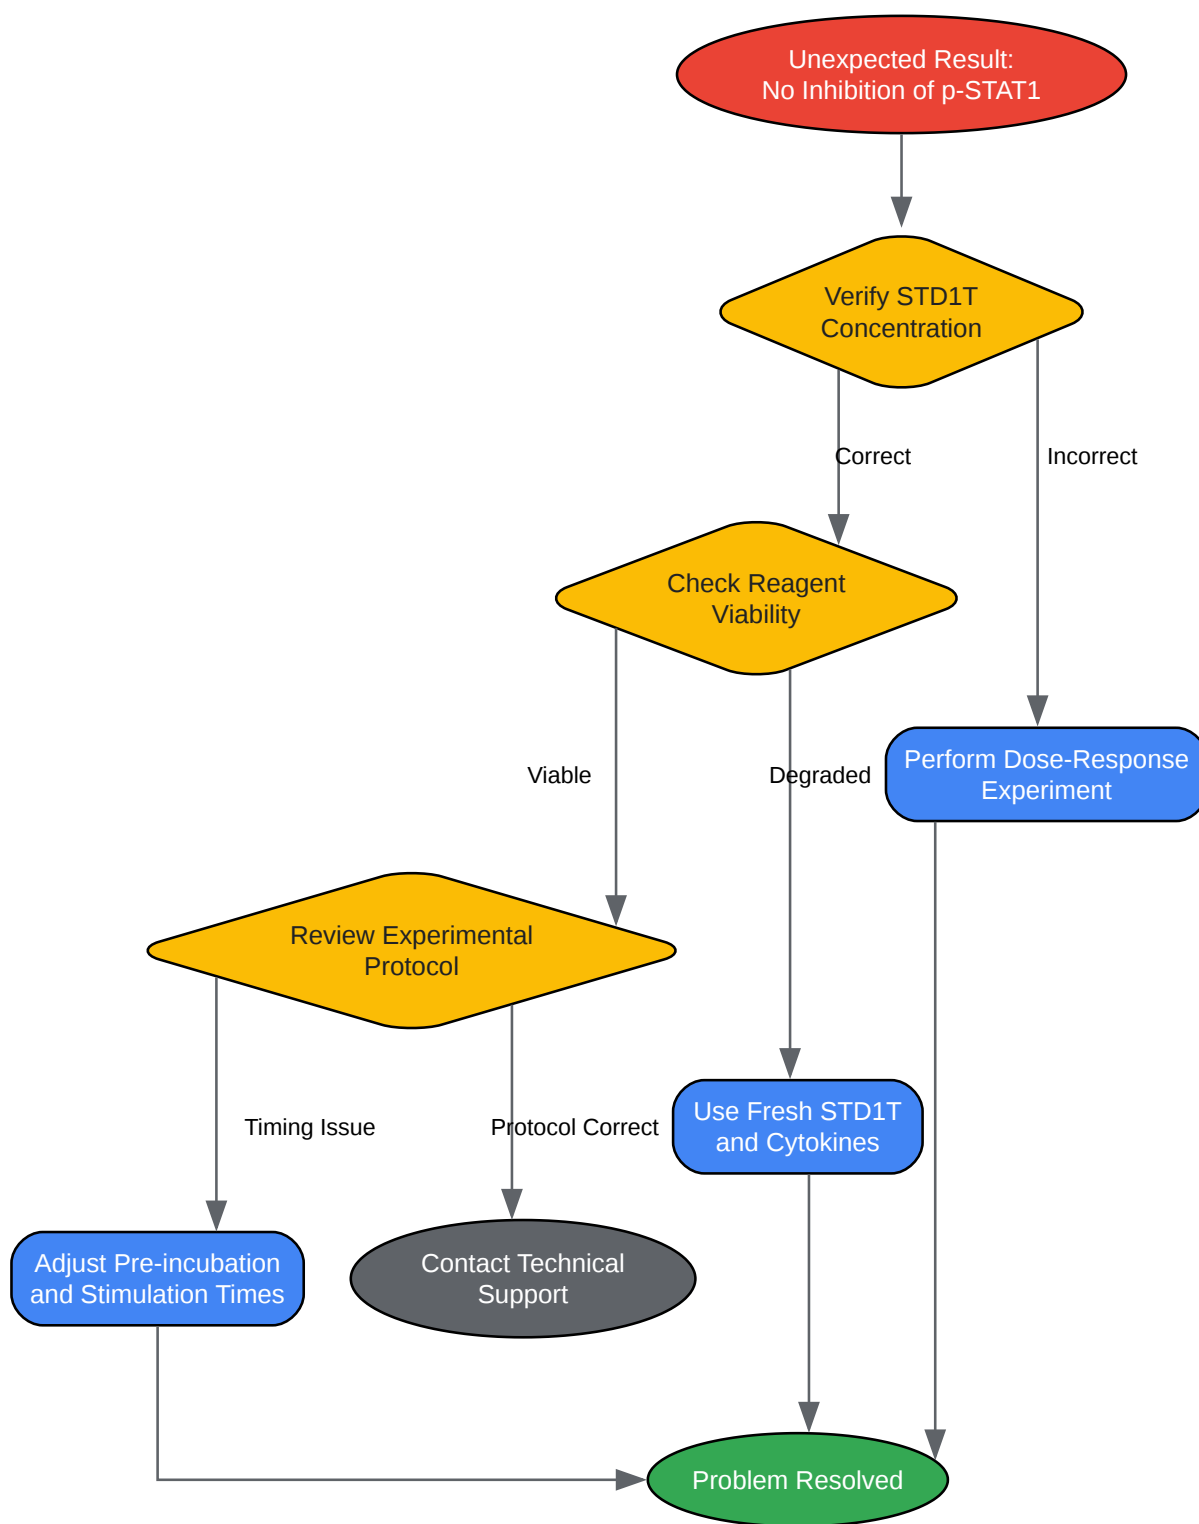 Unexpected Result:
No Inhibition of p-STAT1
Verify STD1T
Concentration
Correct
Incorrect
Check Reagent
Viability
Viable
Degraded
Perform Dose-Response
Experiment
Review Experimental
Protocol
Timing Issue
Protocol Correct
Use Fresh STD1T
and Cytokines
Adjust Pre-incubation
and Stimulation Times
Contact Technical
Support
Problem Resolved